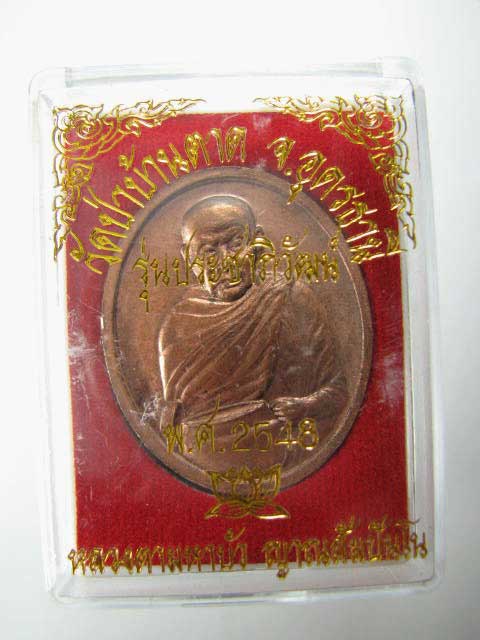 วัดป่าบ้านตาด จ.อุดรธานี
รุ่นประชาภิวัฒน์
พ.ศ.2548
หลวงตามหาบัว ญาณสัมปันโน